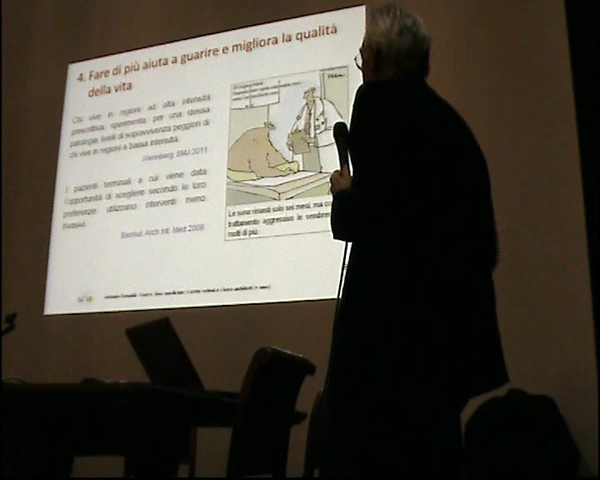 4. Fare di più aiuta a guarire e migliora la qualità
della vita
Chi vive in regioni ad alta intensità
prescrittiva, sperimenta, per una stessa
patologia, livelli di sopravvivenza peggiori di
chi vive in regioni a bassa intensità.
Wennberg, BMJ 2011
I pazienti terminali a cui viene data
l'opportunità di scegliere secondo le loro
preferenze, utilizzano interventi meno
invasivi.
Arch Int. Med 2009
Le sono rimasti solo sei mesi, ma co
trattamento aggressivo le sembrera
molti di più.